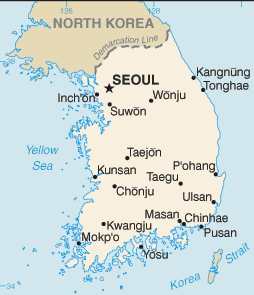 126
128
NORTH KOREA
Demarcation Line
SEOUL
Kangnŭng
Tonghae
Inch'ŏn
Wŏnju
Suwŏn
Yellow
Sea
Taejŏn
P'ohang
Kunsan
Taegu
Chŏnju
Ulsan
Masan
Chinhae
Kwangju
Pusan
Mokp'o
Yŏsu
Korea Strait
34